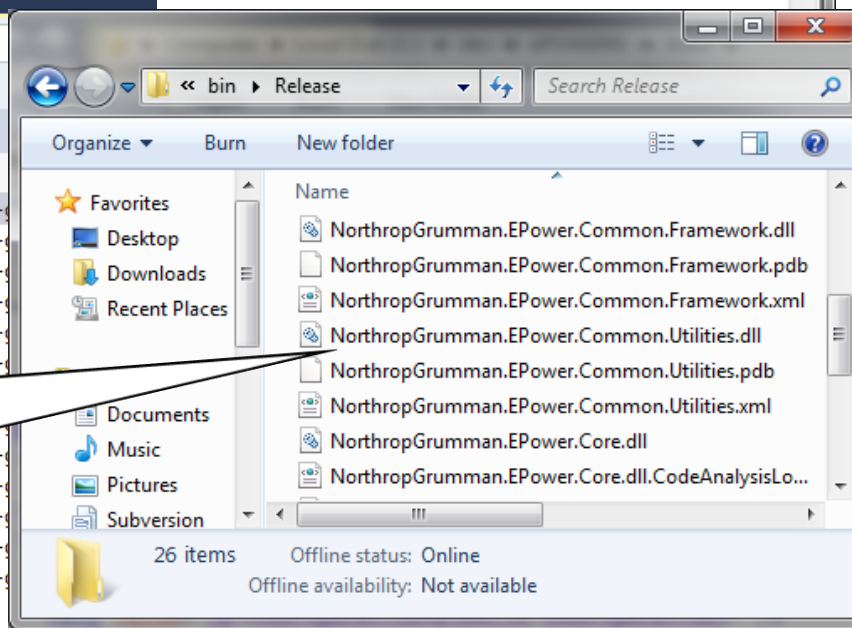 « bin ▸ Release
Search Release
Organize Burn New folder
Favorites
Desktop
Downloads
Recent Places
Documents
Music
Pictures
Subversion
Name
NorthropGrumman.EPower.Common.Framework.dll
NorthropGrumman.EPower.Common.Framework.pdb
NorthropGrumman.EPower.Common.Framework.xml
NorthropGrumman.EPower.Common.Utilities.dll
NorthropGrumman.EPower.Common.Utilities.pdb
NorthropGrumman.EPower.Common.Utilities.xml
NorthropGrumman.EPower.Core.dll
NorthropGrumman.EPower.Core.dll.CodeAnalysisLo...
26 items
Offline status: Online
Offline availability: Not available